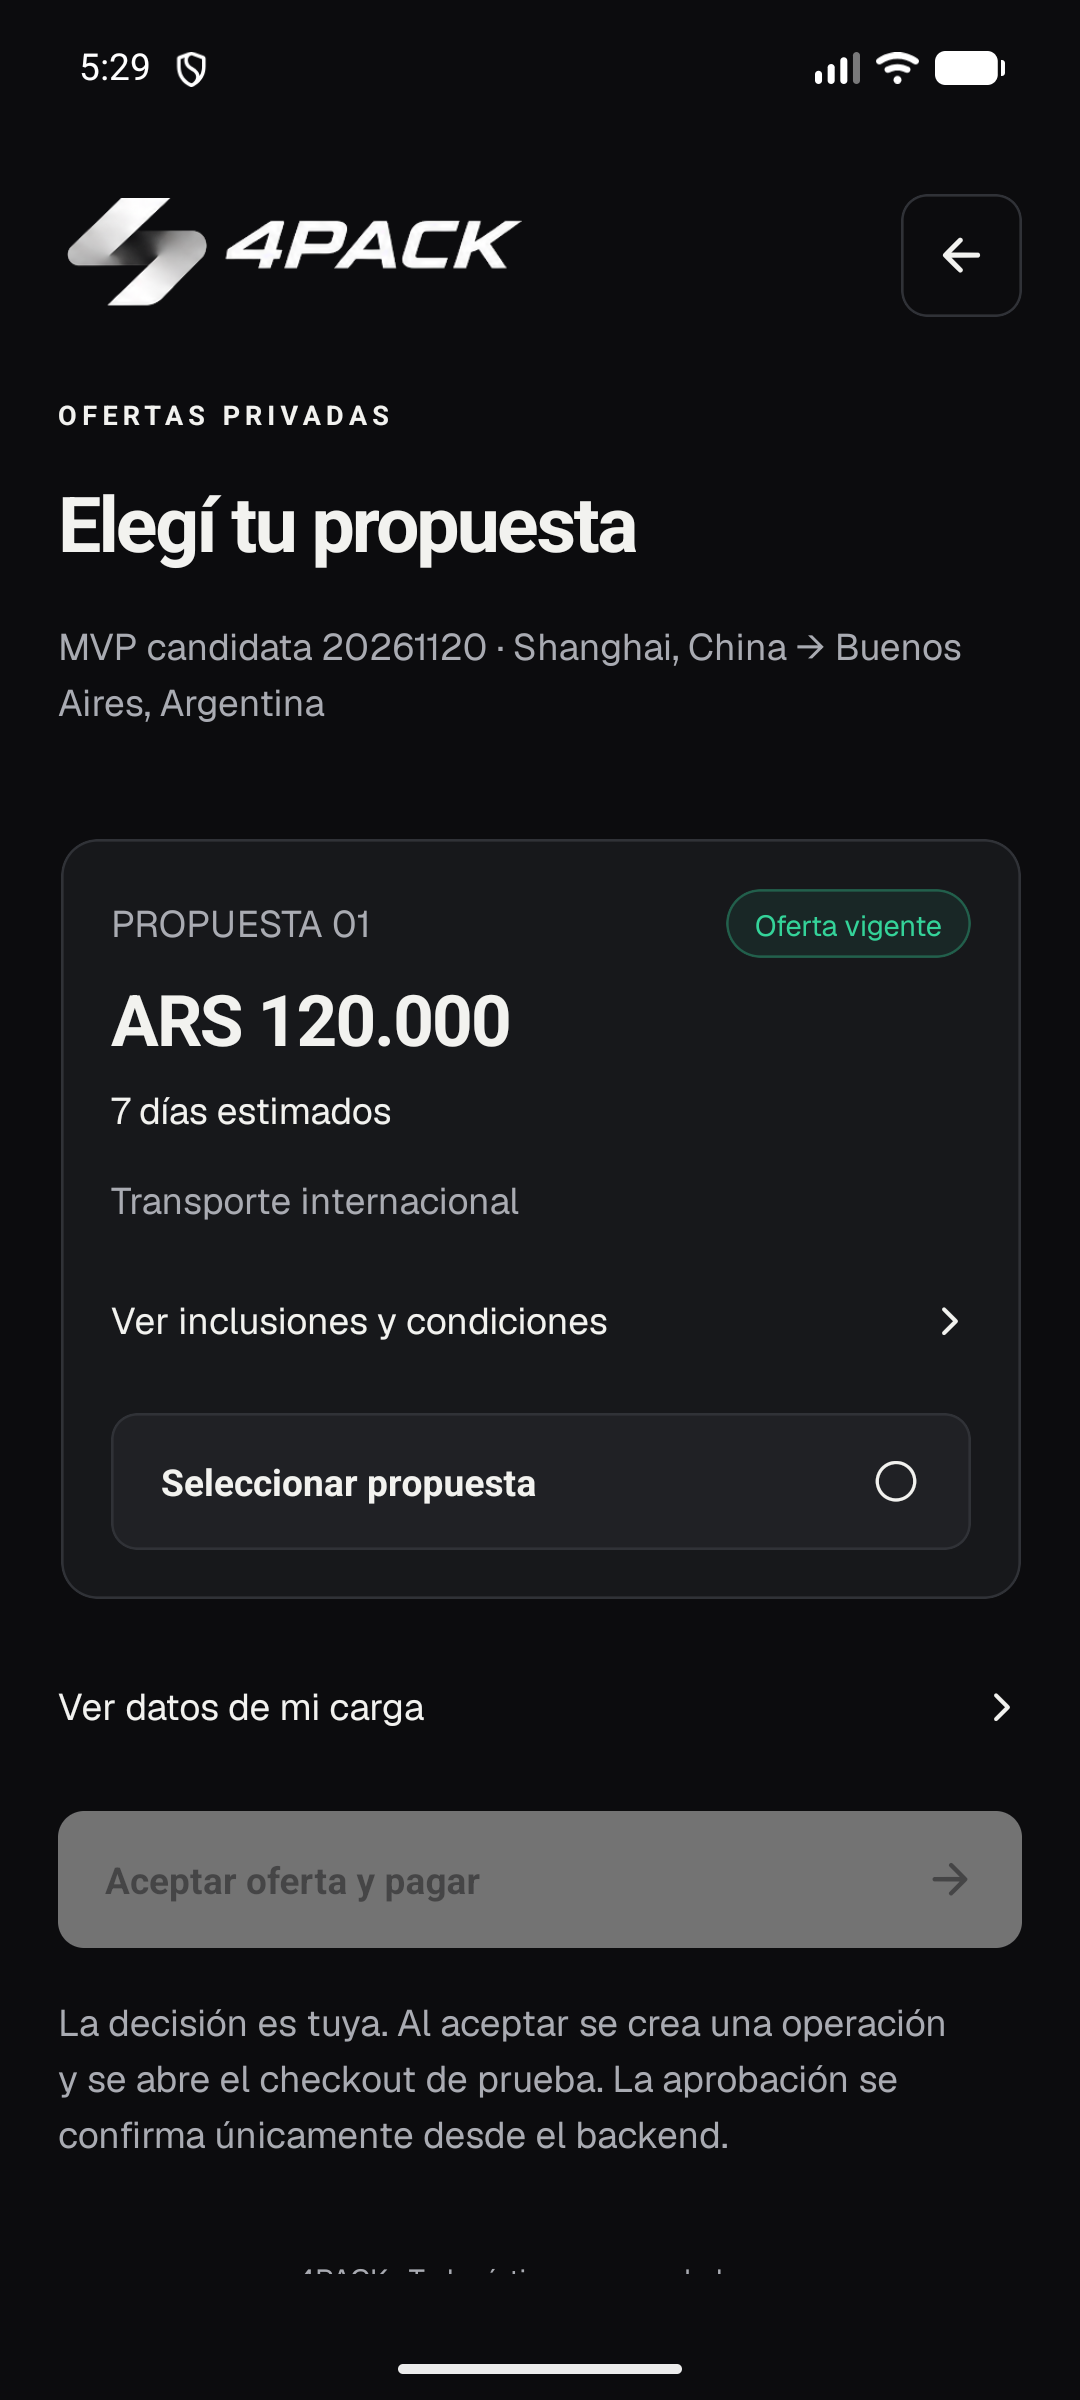 5:29
4PACK
OFERTAS PRIVADAS
Elegí tu propuesta
MVP candidata 20261120 · Shanghai, China → Buenos
Aires, Argentina
PROPUESTA 01
Oferta vigente
ARS 120.000
7 días estimados
Transporte internacional
Ver inclusiones y condiciones
Seleccionar propuesta
Ver datos de mi carga
Aceptar oferta y pagar
La decisión es tuya. Al aceptar se crea una operación
y se abre el checkout de prueba. La aprobación se
confirma únicamente desde el backend.
4PACK